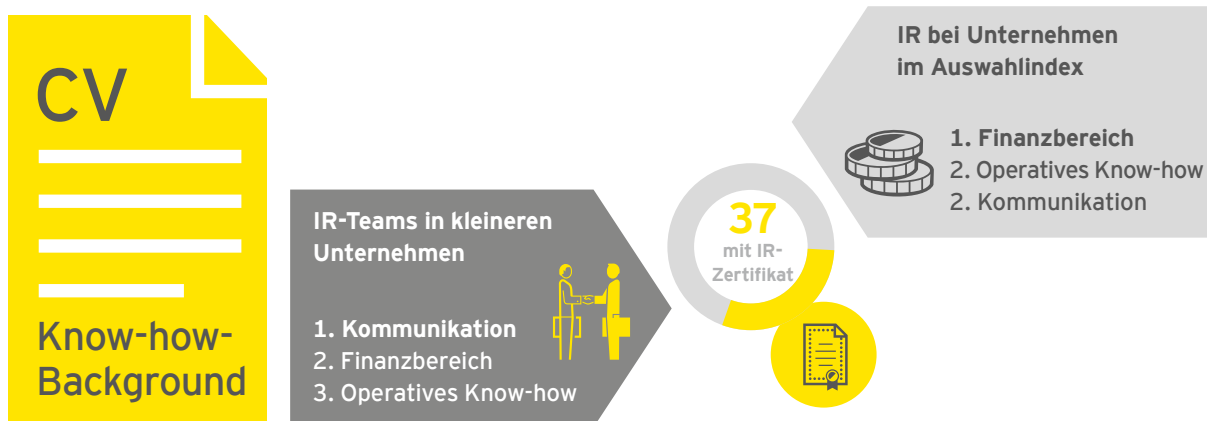 CV
Know-how-
Background
IR-Teams in kleineren
Unternehmen
1. Kommunikation
2. Finanzbereich
3. Operatives Know-how
37
mit IR-
Zertifikat
IR bei Unternehmen
im Auswahlindex
1. Finanzbereich
2. Operatives Know-how
2. Kommunikation